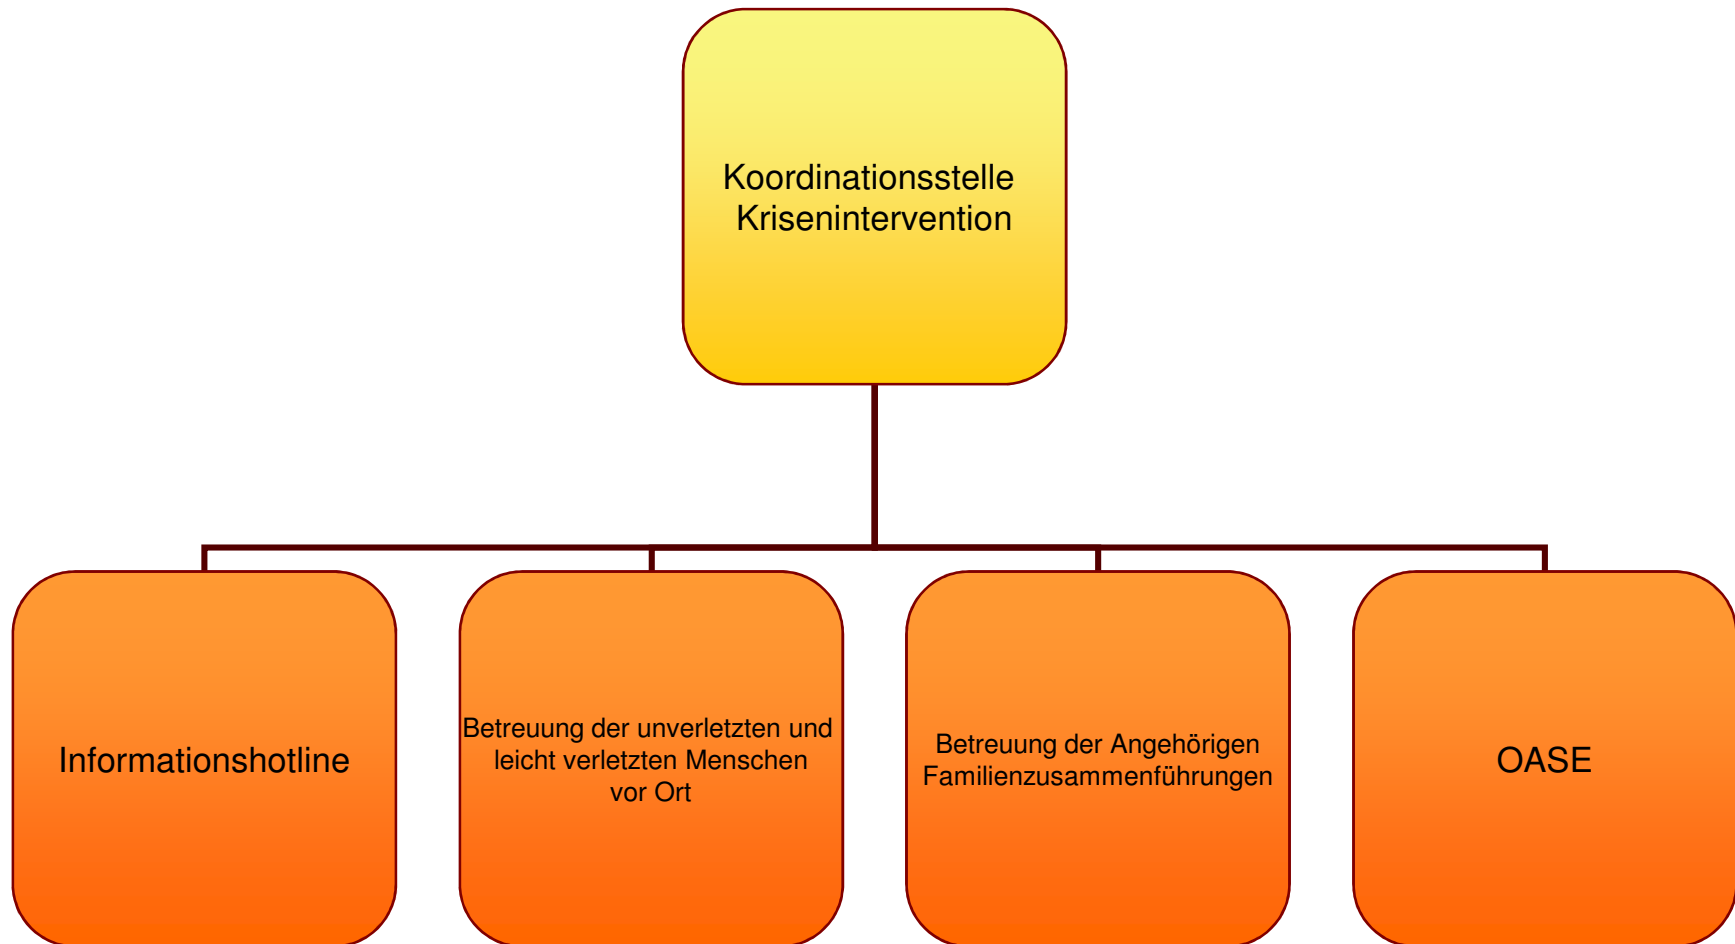 Koordinationsstelle
Krisenintervention
Informationshotline
Betreuung der unverletzten und
leicht verletzten Menschen
vor Ort
Betreuung der Angehörigen
Familienzusammenführungen
OASE